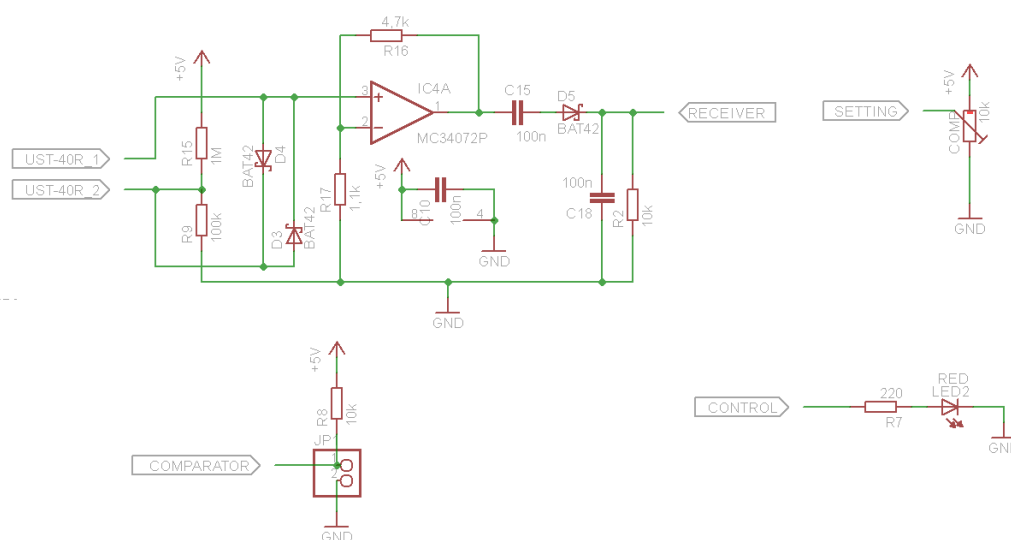 4,7k
R16
+5V
3
IC4A
1
2
MC34072P
C15
100n
D5
BAT42
RECEIVER
SETTING
+5V
10k
COMP
GND
UST-40R_1
UST-40R_2
R15
1M
BAT42
D4
R9
100k
D3
BAT42
R17
1,1k
+5V
C10
100n
8
4
GND
100n
C18
R2
10k
GND
+5V
R8
10k
JP1
1
2
COMPARATOR
GND
CONTROL
220
R7
RED
LED2
GND